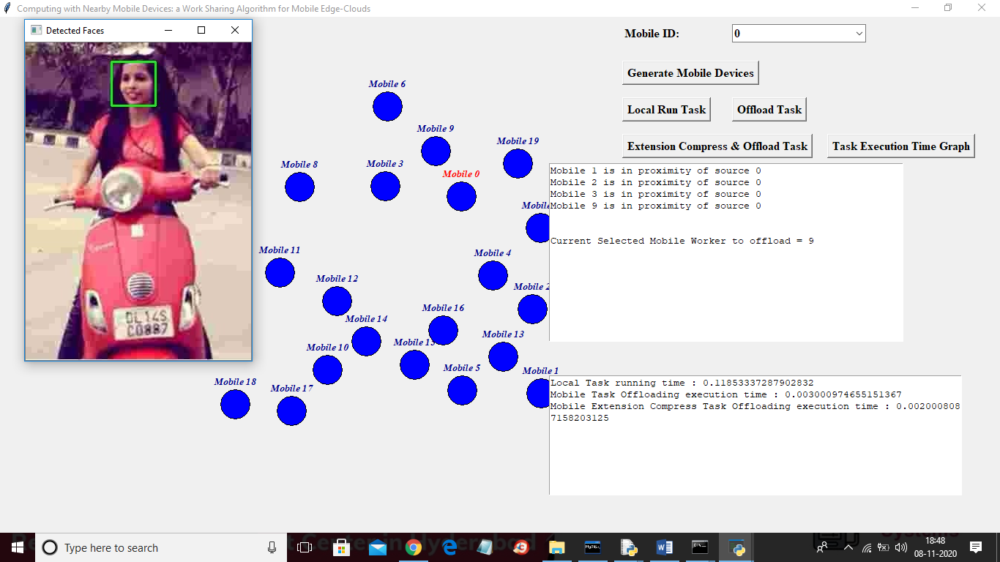 Computing with Nearby Mobile Devices: a Work Sharing Algorithm for Mobile Edge-Clouds
Detected Faces
DL14S
C0887
Mobile ID:
0
Generate Mobile Devices
Local Run Task
Offload Task
Extension Compress & Offload Task
Task Execution Time Graph
Mobile 6
Mobile 9
Mobile 19
Mobile 8
Mobile 3
Mobile 0
Mobile
Mobile 11
Mobile 4
Mobile 12
Mobile 2
Mobile 16
Mobile 14
Mobile 13
Mobile 10
Mobile 15
Mobile 5
Mobile 1
Mobile 18
Mobile 17
Mobile 1 is in proximity of source 0
Mobile 2 is in proximity of source 0
Mobile 3 is in proximity of source 0
Mobile 9 is in proximity of source 0
Current Selected Mobile Worker to offload = 9
Local Task running time : 0.11853337287902832
Mobile Task Offloading execution time : 0.003000974655151367
Mobile Extension Compress Task Offloading execution time : 0.002000808
7158203125
Type here to search
18:48
08-11-2020